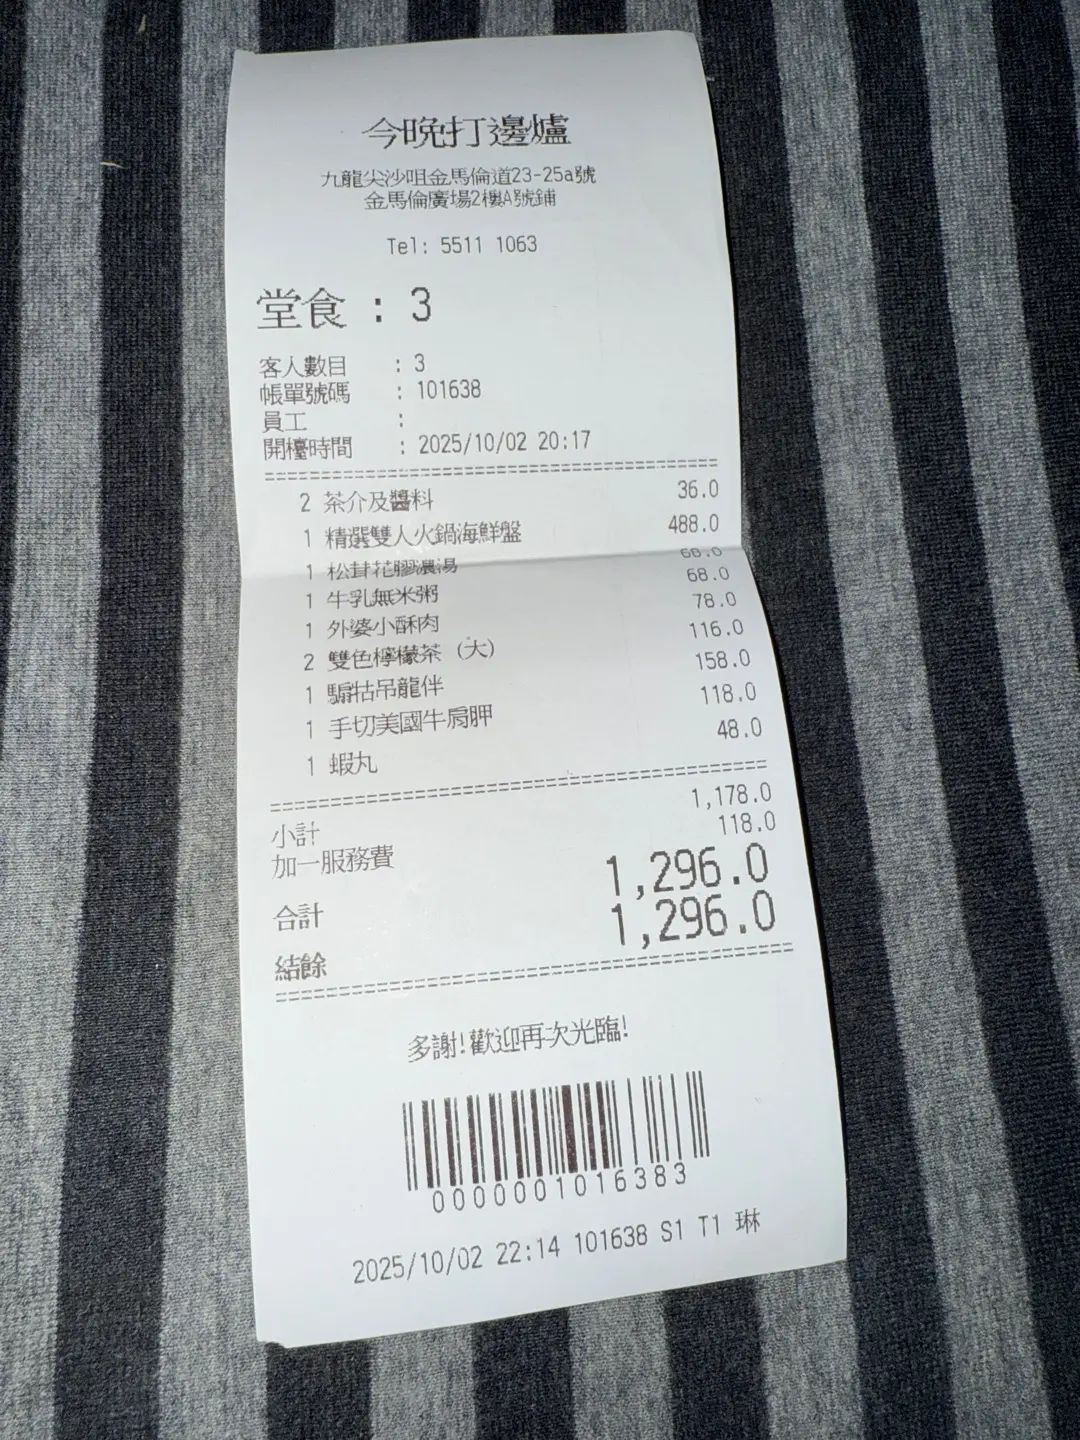 今晚打邊爐
九龍尖沙咀金馬倫道23-25a號
金馬倫廣場2樓A號鋪
Tel: 5511 1063
堂食 : 3
客人數目 : 3
帳單號碼 : 101638
員工 :
開檯時間 : 2025/10/02 20:17
2 茶介及醬料 36.0
1 精選雙人火鍋海鮮盤 488.0
1 松茸花膠濃湯 68.0
1 牛乳無米粥 68.0
1 外婆小酥肉 78.0
2 雙色檸檬茶 (大) 116.0
1 騸牯吊龍伴 158.0
1 手切美國牛肩胛 118.0
1 蝦丸 48.0
小計 1,178.0
加一服務費 118.0
合計 1,296.0
結餘 1,296.0
多謝!歡迎再次光臨!
0000001016383
2025/10/02 22:14 101638 S1 T1 琳